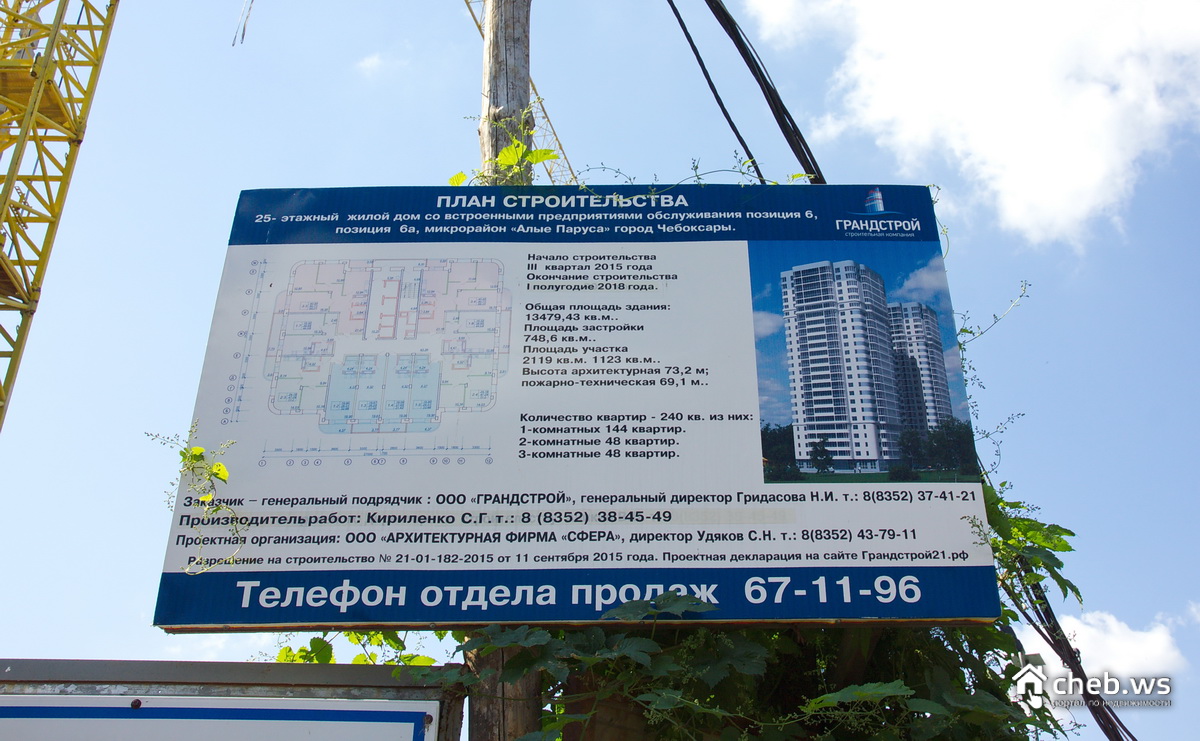 ПЛАН СТРОИТЕЛЬСТВА
25- этажный жилой дом со встроенными предприятиями обслуживания позиция 6,
позиция 6а, микрорайон «Алые Паруса» город Чебоксары.
ГРАНДСТРОЙ
строительная компания
Начало строительства
III квартал 2015 года
Окончание строительства
I полугодие 2018 года.
Общая площадь здания:
13479,43 кв.м..
Площадь застройки
748,6 кв.м..
Площадь участка
2119 кв.м. 1123 кв.м..
Высота архитектурная 73,2 м;
пожарно-техническая 69,1 м..
Количество квартир - 240 кв. из них:
1-комнатных 144 квартир.
2-комнатные 48 квартир.
3-комнатные 48 квартир.
Заказчик – генеральный подрядчик : ООО «ГРАНДСТРОЙ», генеральный директор Гридасова Н.И. т.: 8(8352) 37-41-21
Производитель работ: Кириленко С.Г. т.: 8 (8352) 38-45-49
Проектная организация: ООО «АРХИТЕКТУРНАЯ ФИРМА «СФЕРА», директор Удяков С.Н. т.: 8(8352) 43-79-11
Разрешение на строительство № 21-01-182-2015 от 11 сентября 2015 года. Проектная декларация на сайте Грандстрой21.рф
Телефон отдела продаж 67-11-96
cheb.ws
портал по недвижимости